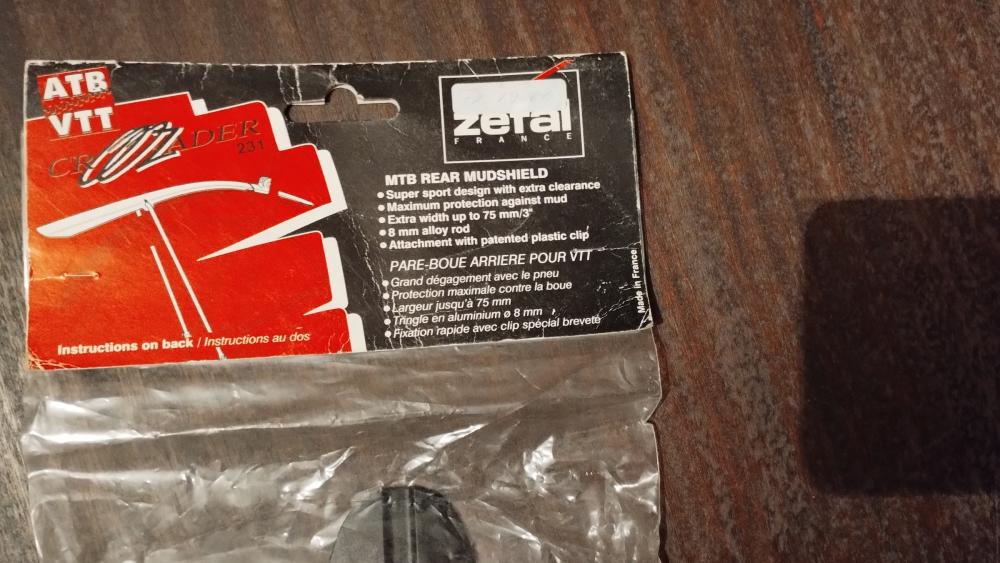 ATB
VTT
CRUZADER
231
zefal
FRANCE
MTB REAR MUDSHIELD
• Super sport design with extra clearance
• Maximum protection against mud
• Extra width up to 75 mm/3"
• 8 mm alloy rod
• Attachment with patented plastic clip
PARE-BOUE ARRIERE POUR VTT
• Grand dégagement avec le pneu
• Protection maximale contre la boue
• Largeur jusqu'à 75 mm
• Tringle en aluminium ø 8 mm
• Fixation rapide avec clip spécial breveté
Made in France
Instructions on back / Instructions au dos